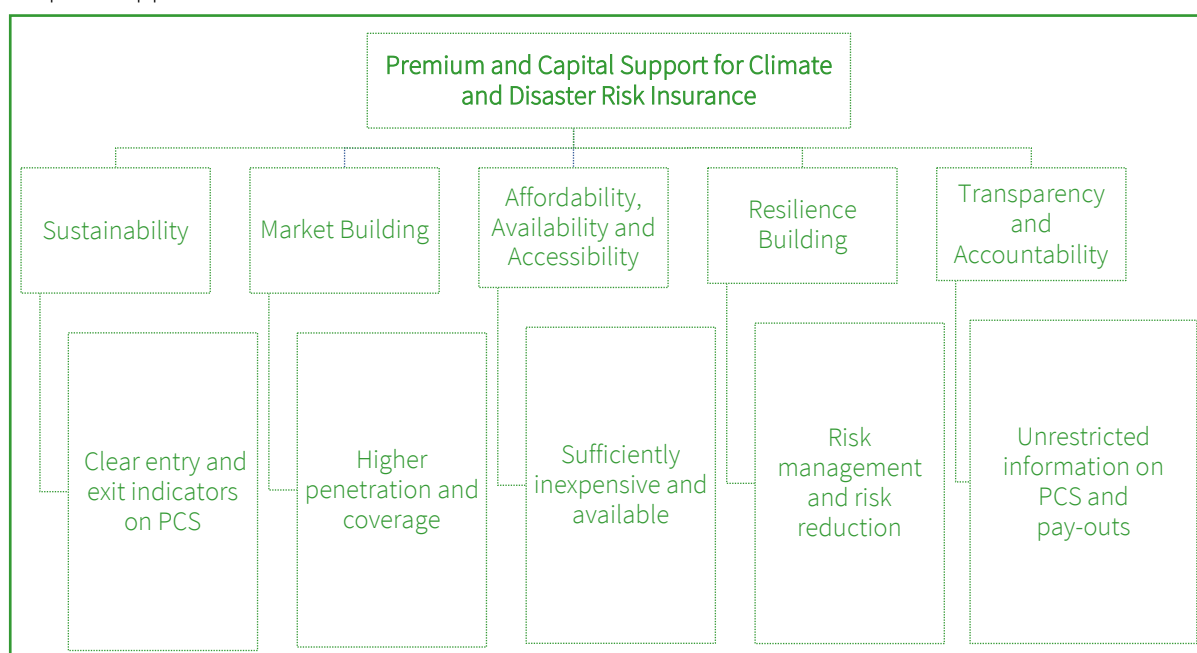 Premium and Capital Support for Climate
and Disaster Risk Insurance
Sustainability
Market Building
Affordability,
Availability and
Accessibility
Resilience
Building
Transparency
and
Accountability
Clear entry and
exit indicators
on PCS
Higher
penetration and
coverage
Sufficiently
inexpensive and
available
Risk
management
and risk
reduction
Unrestricted
information on
PCS and
pay-outs